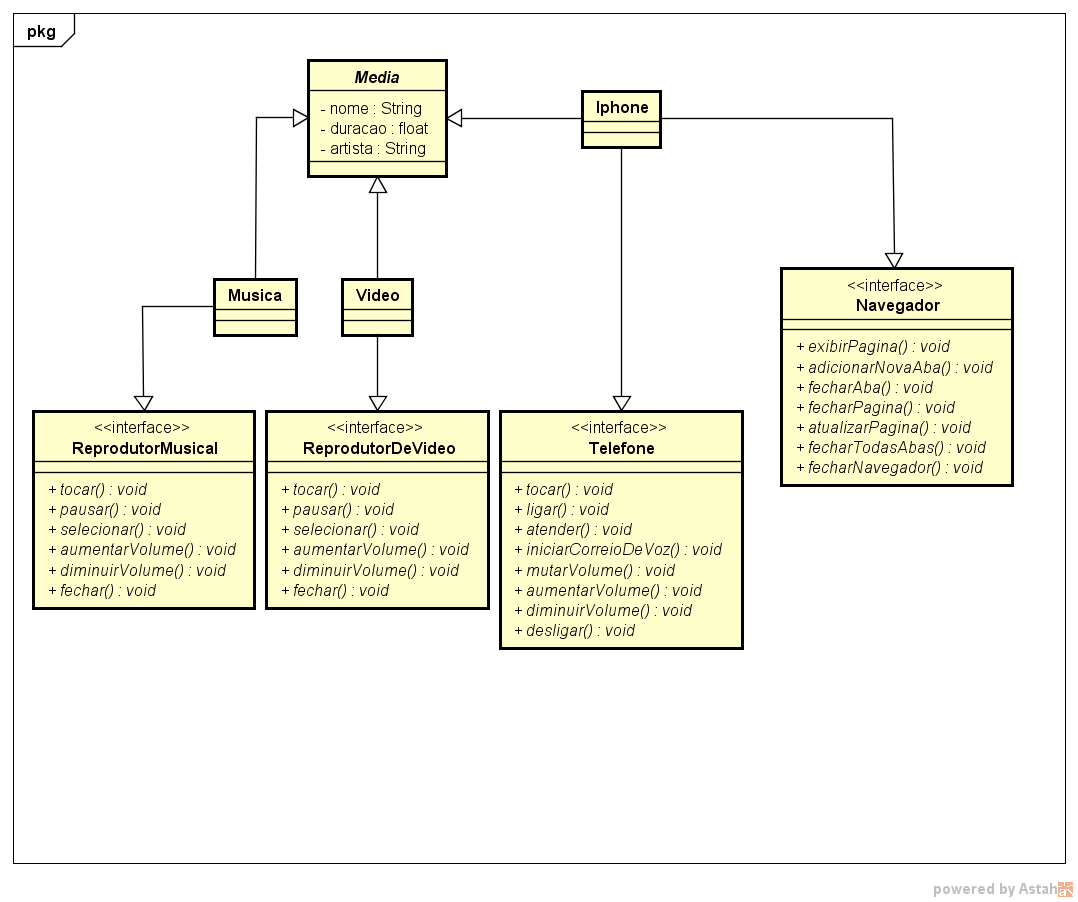 pkg
Media
- nome : String
- duracao : float
- artista : String
Iphone
Musica
Video
<<interface>>
Navegador
+ exibirPagina() : void
+ adicionarNovaAba() : void
+ fecharAba() : void
+ fecharPagina() : void
+ atualizarPagina() : void
+ fecharTodasAbas() : void
+ fecharNavegador() : void
<<interface>>
ReprodutorMusical
+ tocar() : void
+ pausar() : void
+ selecionar() : void
+ aumentarVolume() : void
+ diminuirVolume() : void
+ fechar() : void
<<interface>>
ReprodutorDeVideo
+ tocar() : void
+ pausar() : void
+ selecionar() : void
+ aumentarVolume() : void
+ diminuirVolume() : void
+ fechar() : void
<<interface>>
Telefone
+ tocar() : void
+ ligar() : void
+ atender() : void
+ iniciarCorreioDeVoz() : void
+ mutarVolume() : void
+ aumentarVolume() : void
+ diminuirVolume() : void
+ desligar() : void
powered by Astah